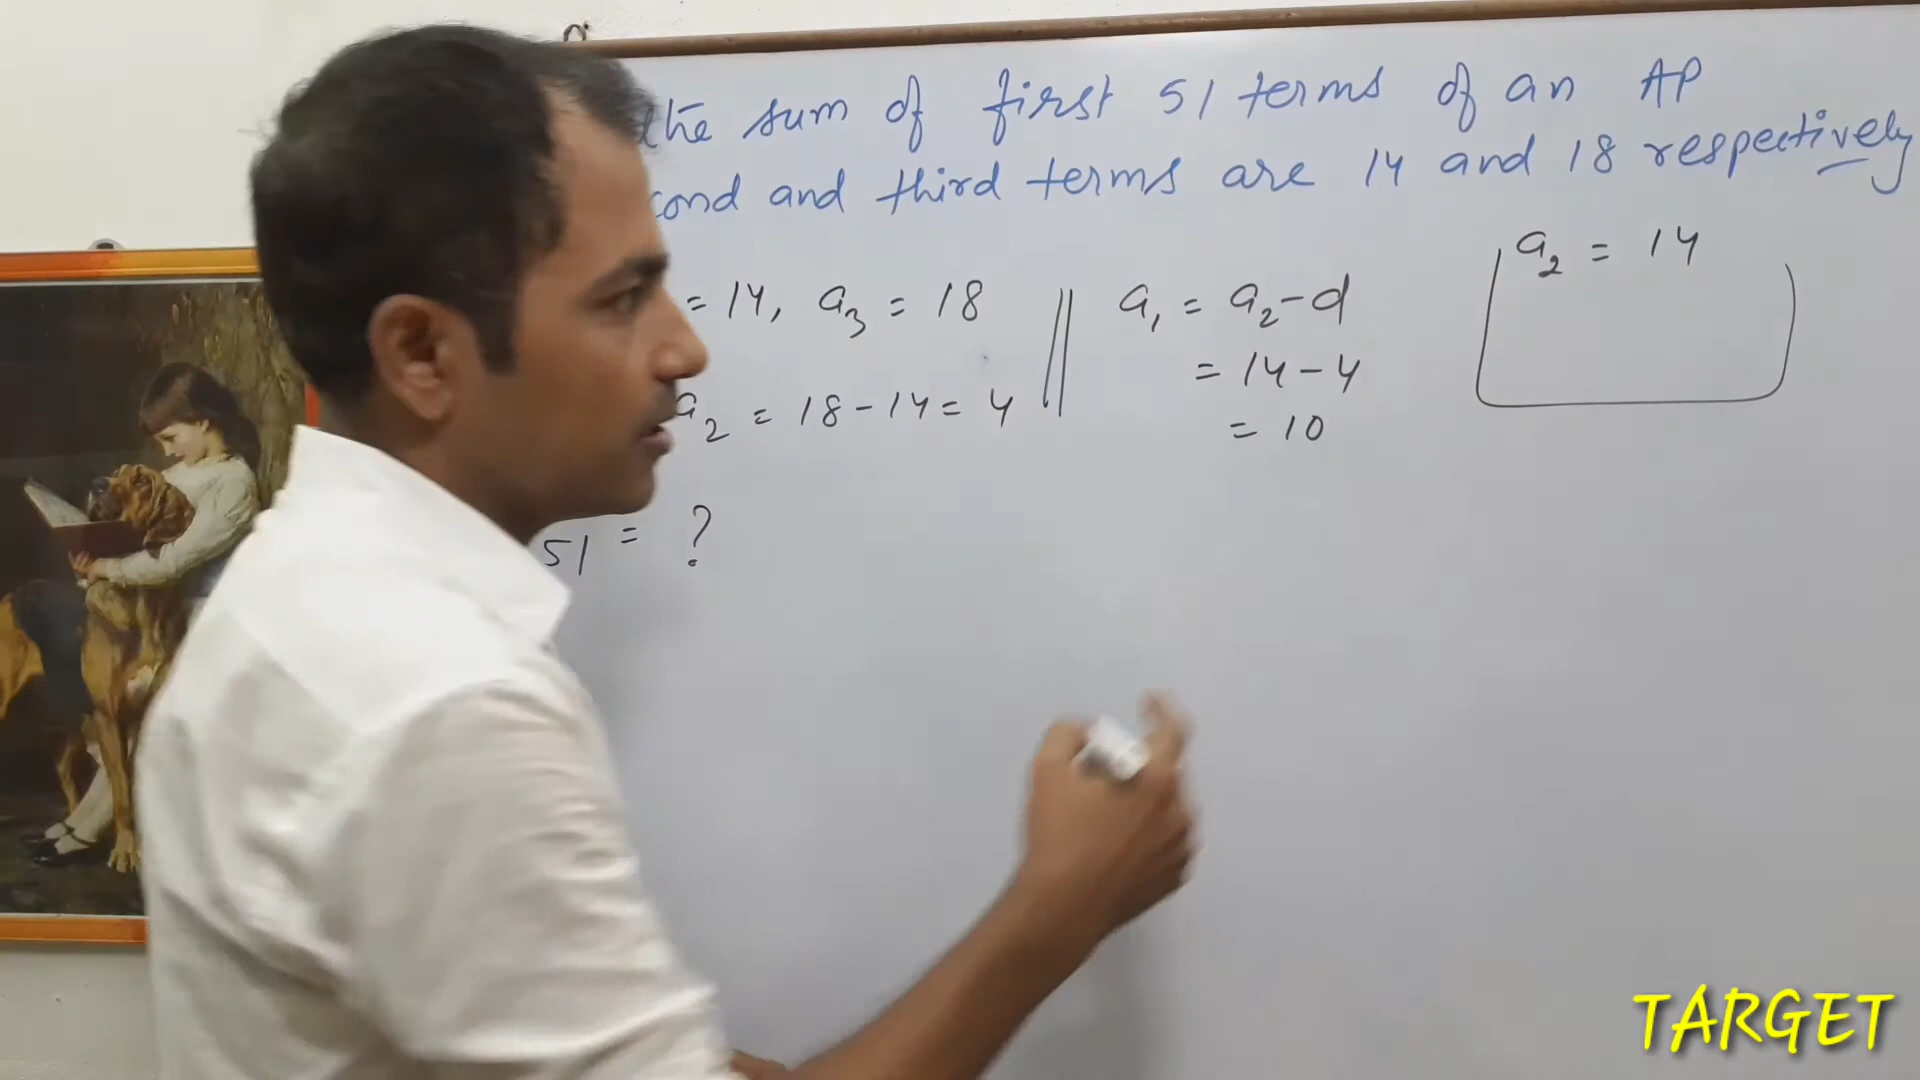 the sum of first 51 terms of an AP
cond and third terms are 14 and 18 respectively
= 14, a₃ = 18
a₂ = 18 - 14 = 4
51 = ?
a₁ = a₂ - d
= 14 - 4
= 10
a₂ = 14
TARGET